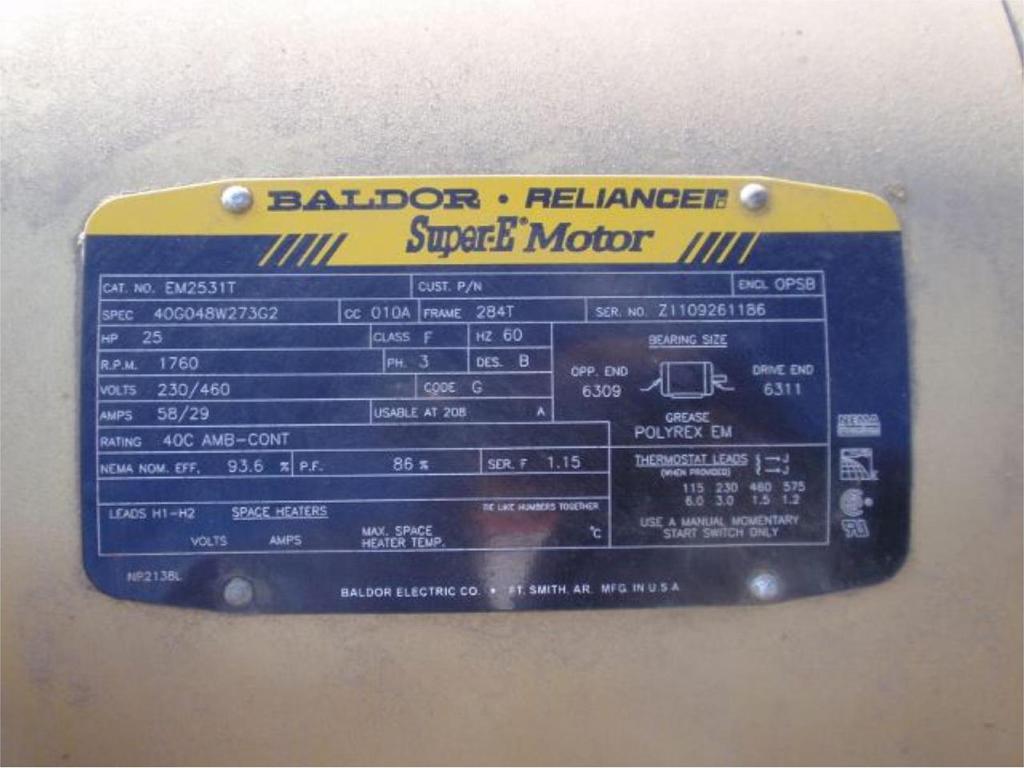 BALDOR • RELIANCE
Super-E® Motor
CAT. NO. EM2531T CUST. P/N ENCL OPSB
SPEC 40G048W273G2 CC 010A FRAME 284T SER. NO. Z1109261186
HP 25 CLASS F HZ 60
R.P.M. 1760 PH. 3 DES. B
VOLTS 230/460 CODE G
AMPS 58/29 USABLE AT 208 A
RATING 40C AMB-CONT
NEMA NOM. EFF. 93.6 % P.F. 86 % SER. F 1.15
LEADS H1-H2 SPACE HEATERS TIE LIKE NUMBERS TOGETHER
VOLTS AMPS MAX. SPACE
HEATER TEMP. °C
BEARING SIZE
OPP. END DRIVE END
6309 6311
GREASE
POLYREX EM
THERMOSTAT LEADS J
(WHEN PROVIDED) J
115 230 460 575
6.0 3.0 1.5 1.2
USE A MANUAL MOMENTARY
START SWITCH ONLY
NEMA
NP2138L
BALDOR ELECTRIC CO. • FT. SMITH, AR. MFG. IN U.S.A